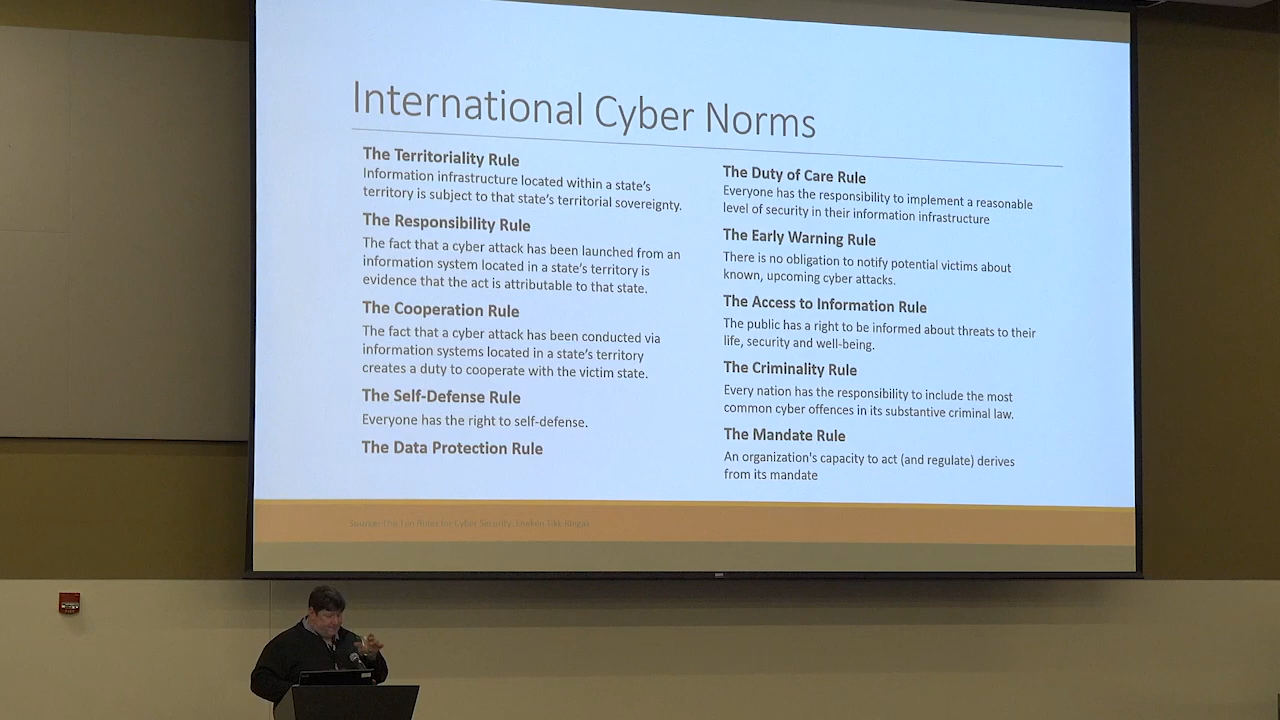 International Cyber Norms
The Territoriality Rule
Information infrastructure located within a state's
territory is subject to that state's territorial sovereignty.
The Responsibility Rule
The fact that a cyber attack has been launched from an
information system located in a state's territory is
evidence that the act is attributable to that state.
The Cooperation Rule
The fact that a cyber attack has been conducted via
information systems located in a state's territory
creates a duty to cooperate with the victim state.
The Self-Defense Rule
Everyone has the right to self-defense.
The Data Protection Rule
The Duty of Care Rule
Everyone has the responsibility to implement a reasonable
level of security in their information infrastructure
The Early Warning Rule
There is no obligation to notify potential victims about
known, upcoming cyber attacks.
The Access to Information Rule
The public has a right to be informed about threats to their
life, security and well-being.
The Criminality Rule
Every nation has the responsibility to include the most
common cyber offences in its substantive criminal law.
The Mandate Rule
An organization's capacity to act (and regulate) derives
from its mandate
Source: The Ten Rules for Cyber Security, Eneken Tikk